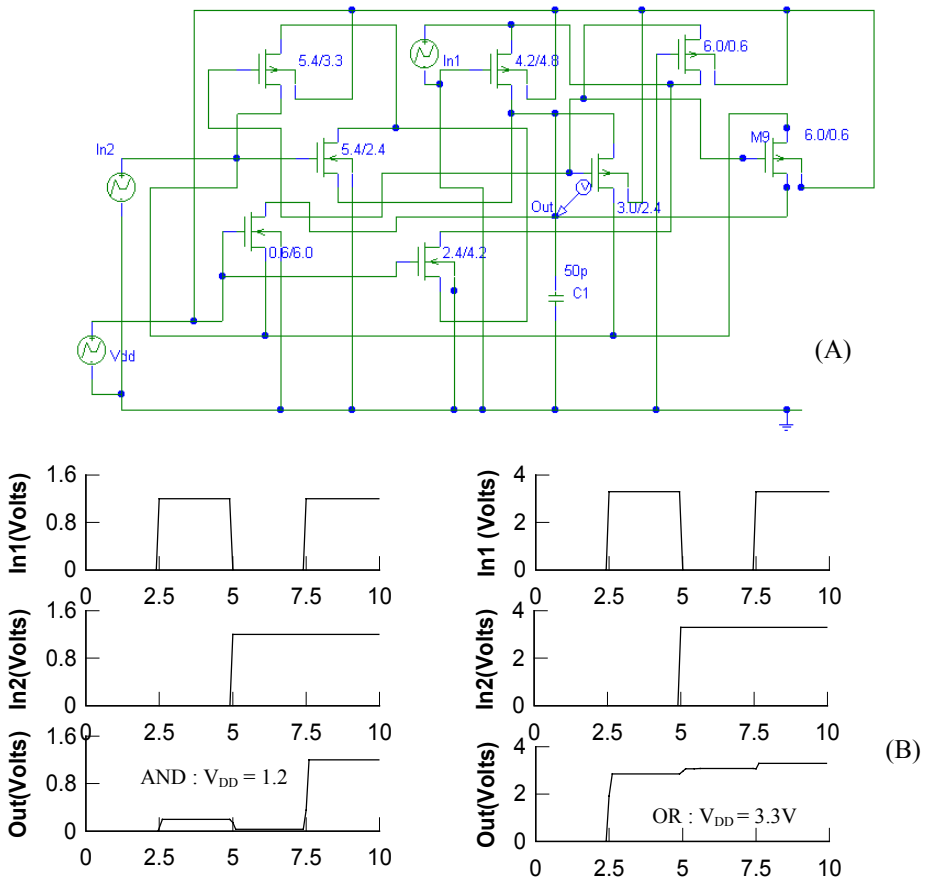 5.4/3.3
In1
4.2/4.8
6.0/0.6
In2
5.4/2.4
M9
6.0/0.6
V
Out
3.0/2.4
0.6/6.0
2.4/4.2
50p
C1
Vdd
(A)
In1(Volts)
1.6
0.8
0
0 2.5 5 7.5 10
In1 (Volts)
4
2
0
0 2.5 5 7.5 10
In2(Volts)
1.6
0.8
0
0 2.5 5 7.5 10
In2(Volts)
4
2
0
0 2.5 5 7.5 10
Out(Volts)
1.6
0.8
0
AND : VDD = 1.2
0 2.5 5 7.5 10
Out(Volts)
4
2
0
OR : VDD = 3.3V
0 2.5 5 7.5 10
(B)